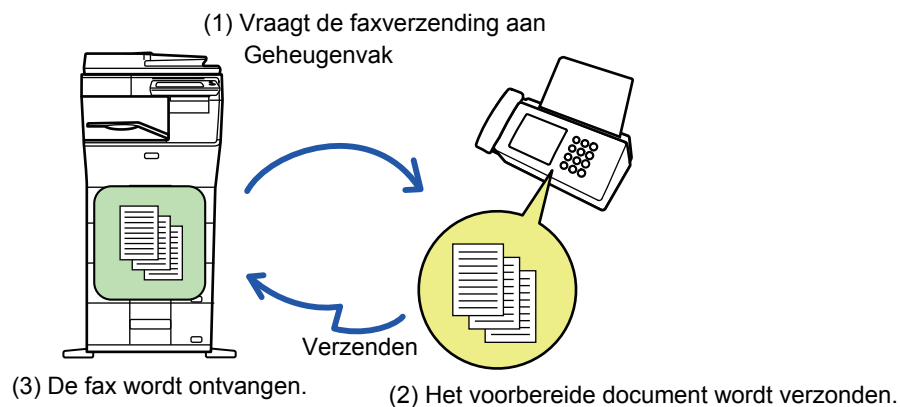 (1) Vraagt de faxverzending aan
Geheugenvak
Verzenden
(3) De fax wordt ontvangen.
(2) Het voorbereide document wordt verzonden.